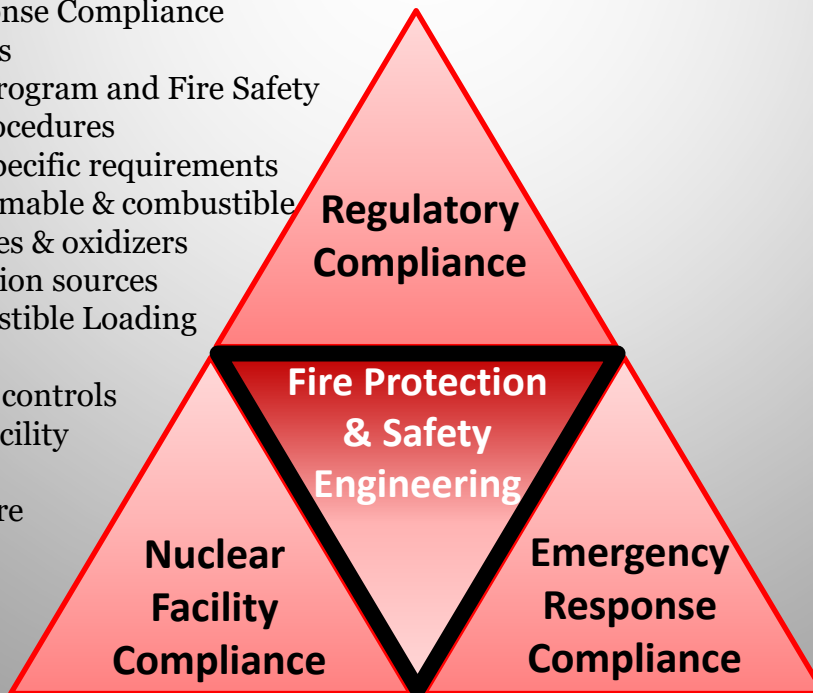 nse Compliance
s
rogram and Fire Safety
ocedures
pecific requirements
mable & combustible
es & oxidizers
ion sources
stible Loading
controls
cility
re
Regulatory
Compliance
Fire Protection
& Safety
Engineering
Nuclear
Facility
Compliance
Emergency
Response
Compliance